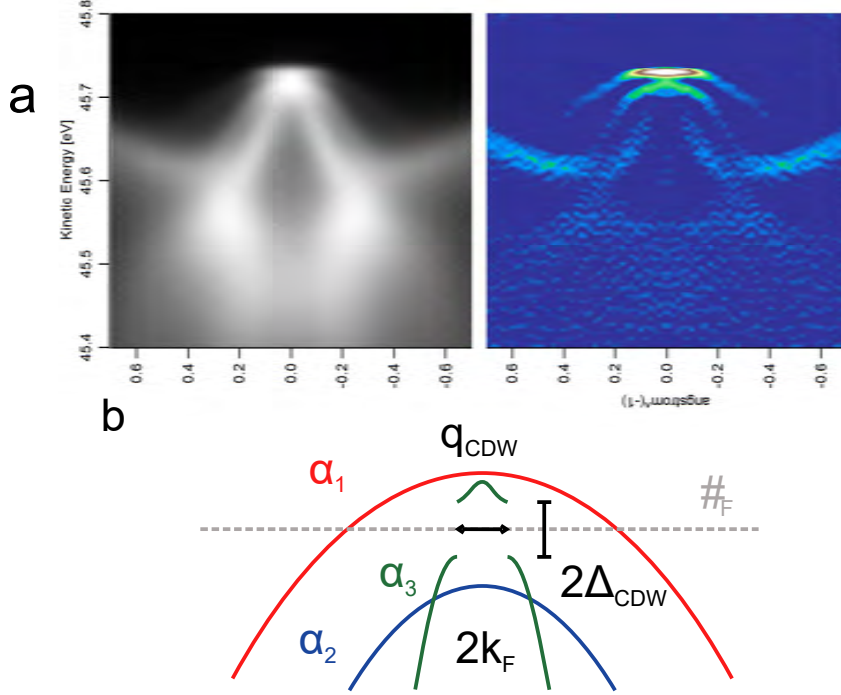 a
Kinetic Energy [eV]
45.8
45.7
45.6
45.5
45.4
0.6
0.4
0.2
0.0
-0.2
-0.4
-0.6
0.6
0.4
0.2
0.0
-0.2
-0.4
-0.6
angstrom^(-1)
b
qCDW
α1
#F
α3
2ΔCDW
α2
2kF